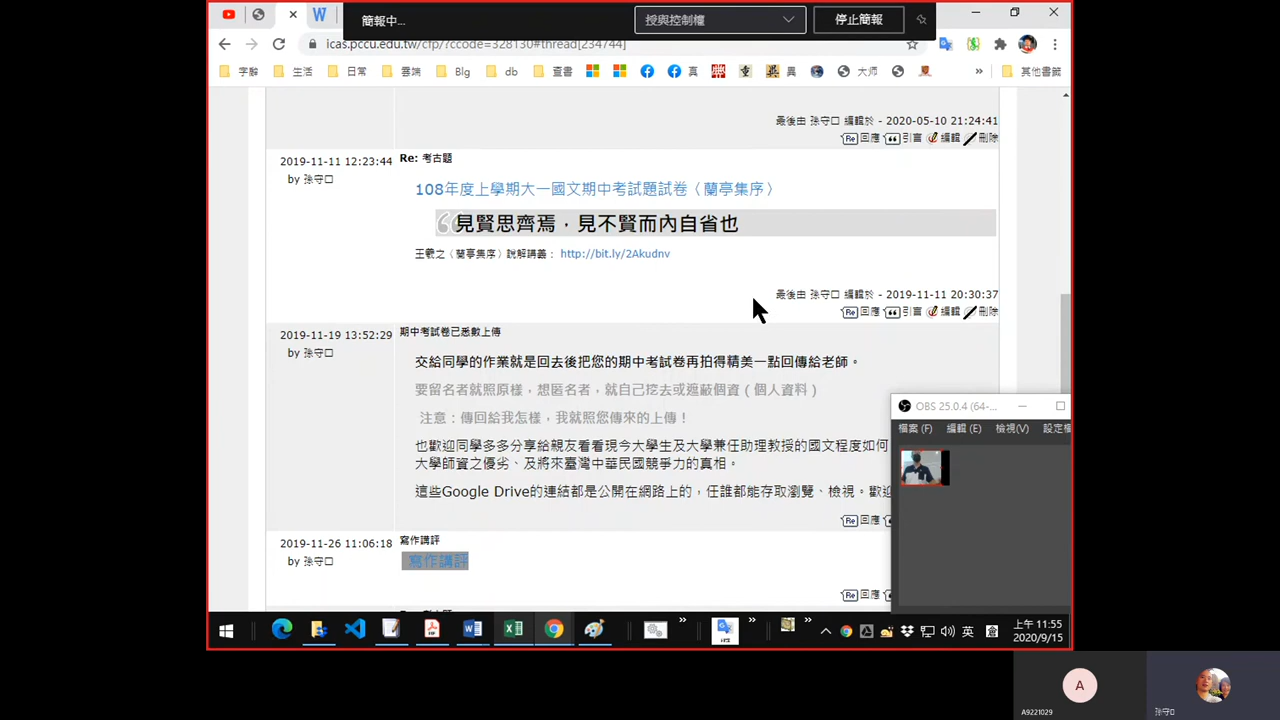 簡報中...
授與控制權
停止簡報
icas.pccu.edu.tw/cfp/?ccode=328130#thread[234744]
字辭
生活
日常
雲端
Blg
db
查書
真
異
大师
»
其他書籤
最後由 孫守□ 編輯於 - 2020-05-10 21:24:41
Re 回應 引言 編輯 刪除
2019-11-11 12:23:44
by 孫守□
Re: 考古題
108年度上學期大一國文期中考試題試卷〈蘭亭集序〉
見賢思齊焉，見不賢而內自省也
王羲之〈蘭亭集序〉說解講義： http://bit.ly/2Akudnv
最後由 孫守□ 編輯於 - 2019-11-11 20:30:37
Re 回應 引言 編輯 刪除
2019-11-19 13:52:29
by 孫守□
期中考試卷已悉數上傳
交給同學的作業就是回去後把您的期中考試卷再拍得精美一點回傳給老師。
要留名者就照原樣，想匿名者，就自己挖去或遮蔽個資（個人資料）
注意：傳回給我怎樣，我就照您傳來的上傳！
也歡迎同學多多分享給親友看看現今大學生及大學兼任助理教授的國文程度如何
大學師資之優劣、及將來臺灣中華民國競爭力的真相。
這些Google Drive的連結都是公開在網路上的，任誰都能存取瀏覽、檢視。歡
Re 回應
2019-11-26 11:06:18
by 孫守□
寫作講評
寫作講評
Re 回應
OBS 25.0.4 (64-...
檔案 (F)
編輯 (E)
檢視(V)
設定檔
英
上午 11:55
2020/9/15
A
A9221029
孫守□